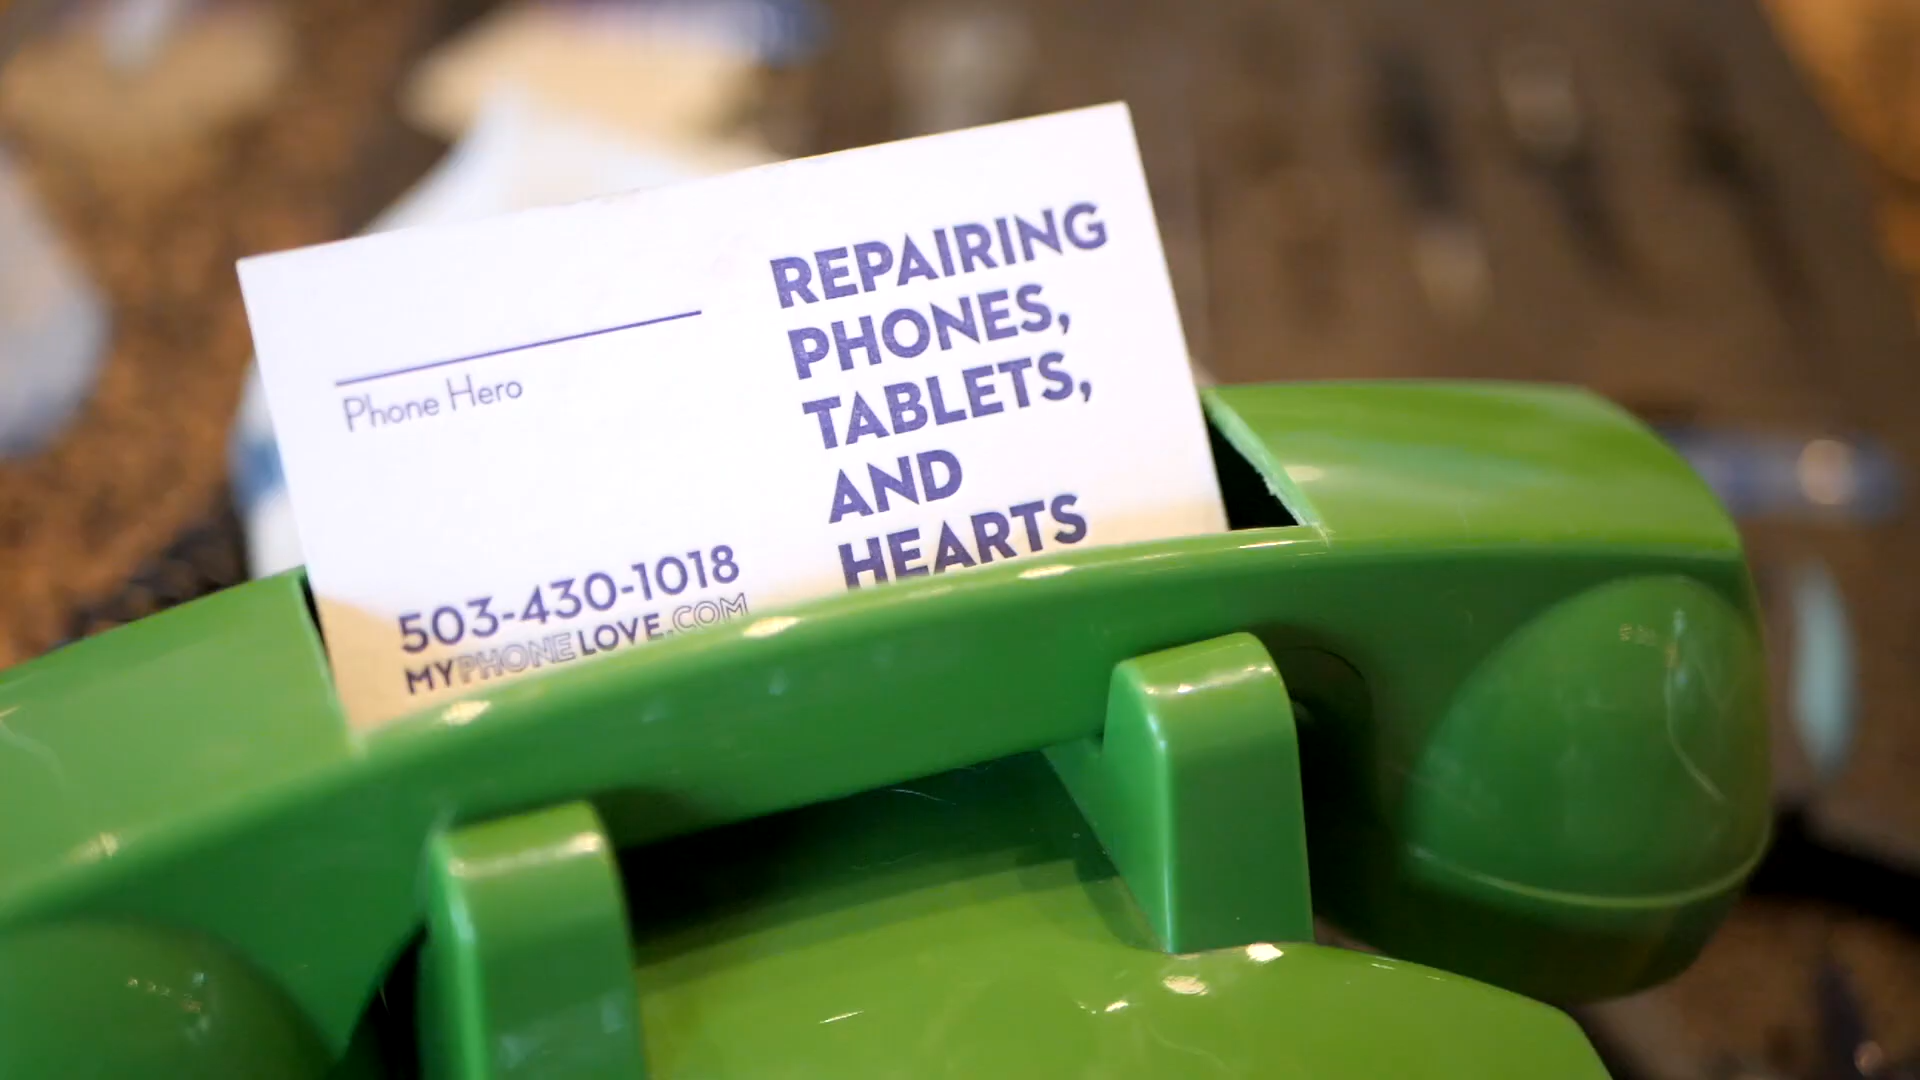 Phone Hero
503-430-1018
MYPHONELOVE.COM
REPAIRING
PHONES,
TABLETS,
AND
HEARTS